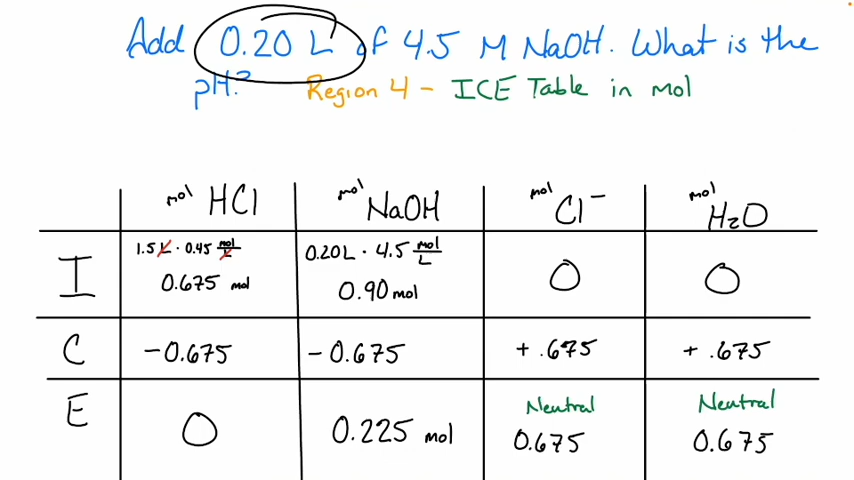 Add 0.20 L of 4.5 M NaOH. What is the
pH? Region 4 - ICE Table in mol
mol HCl mol NaOH mol Cl⁻ mol H₂O
I 1.5 L · 0.45 mol/L 0.20L · 4.5 mol/L 0 0
0.675 mol 0.90 mol
C -0.675 - 0.675 + .675 + .675
E 0 0.225 mol Neutral 0.675 Neutral 0.675